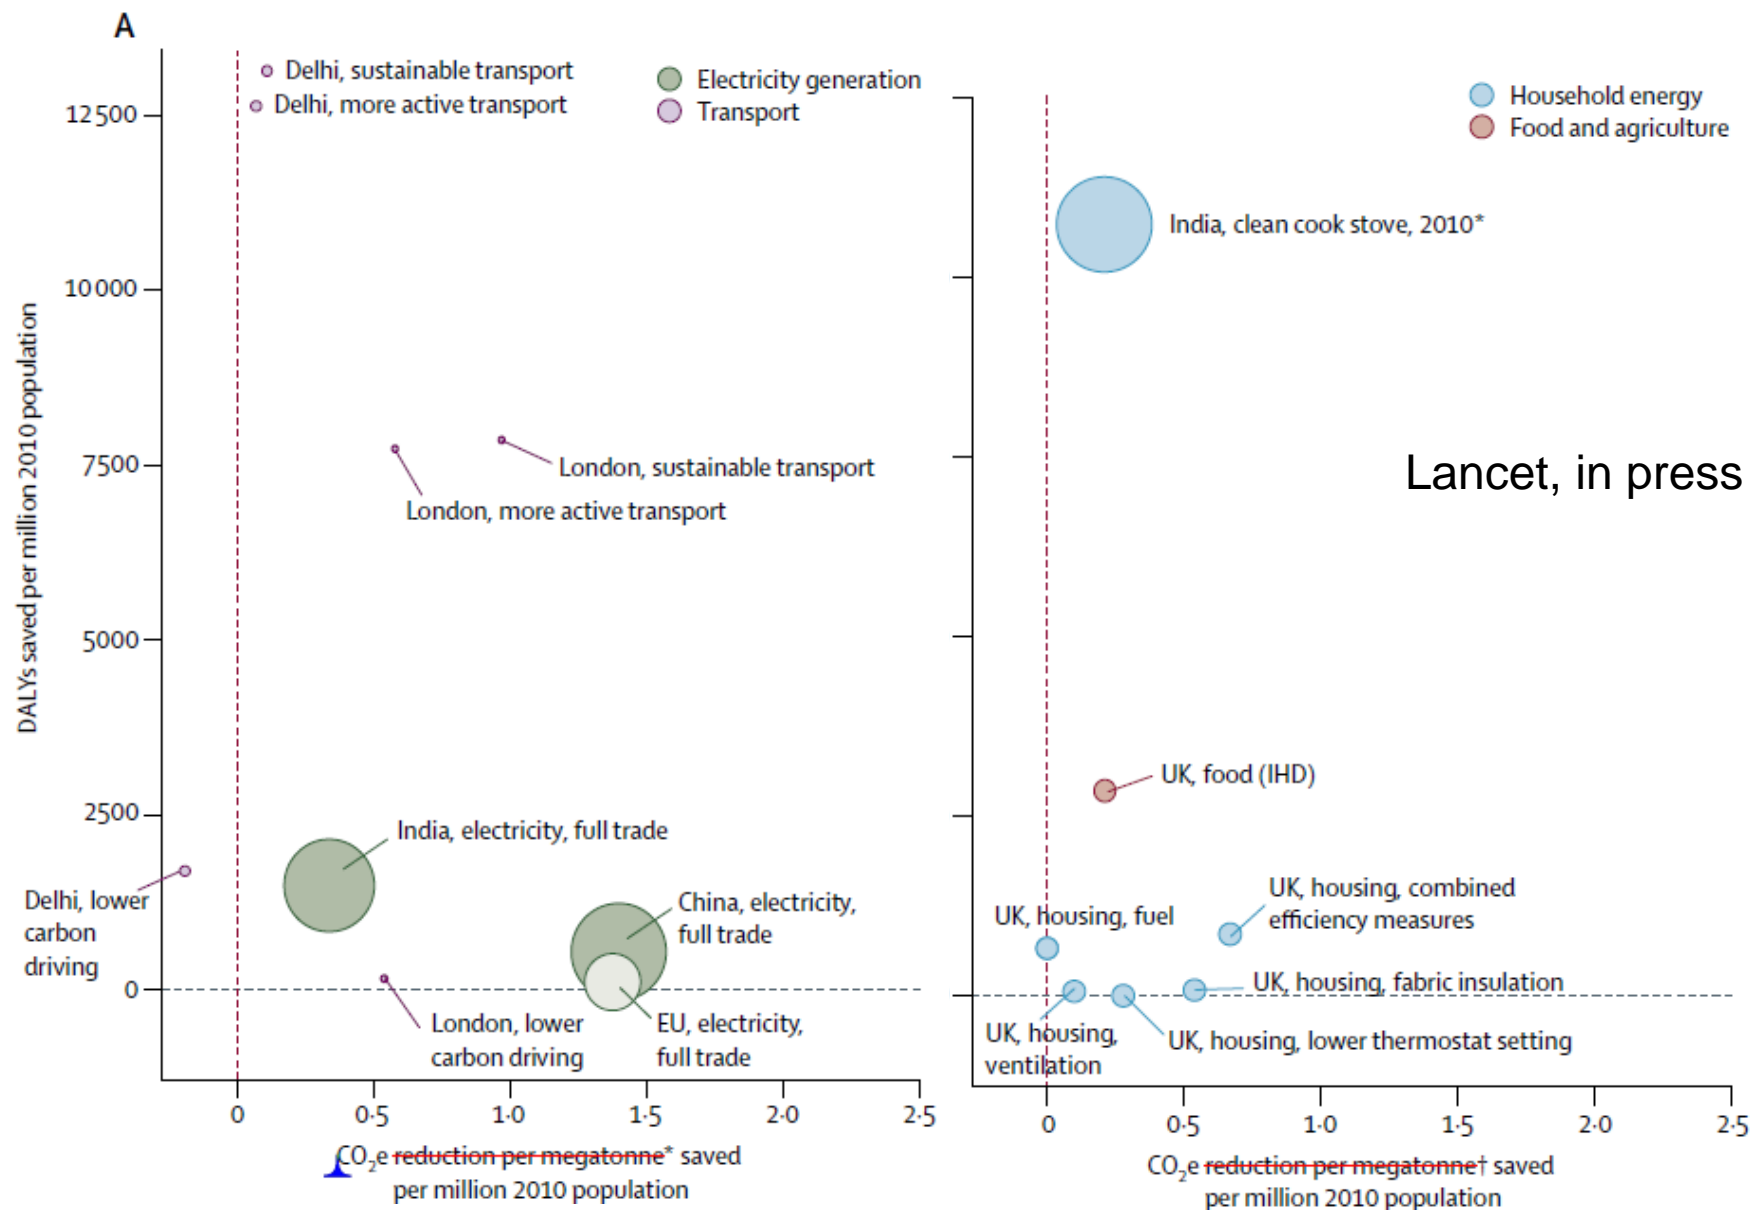 A
Delhi, sustainable transport
Delhi, more active transport
Electricity generation
Transport
12 500
10 000
7500
5000
2500
0
DALYs saved per million 2010 population
London, sustainable transport
London, more active transport
India, electricity, full trade
Delhi, lower
carbon
driving
China, electricity,
full trade
London, lower
carbon driving
EU, electricity,
full trade
0
0·5
1·0
1·5
2·0
2·5
CO₂e reduction per megatonne* saved
per million 2010 population
Household energy
Food and agriculture
India, clean cook stove, 2010*
Lancet, in press
UK, food (IHD)
UK, housing, combined
efficiency measures
UK, housing, fuel
UK, housing, fabric insulation
UK, housing,
ventilation
UK, housing, lower thermostat setting
0
0·5
1·0
1·5
2·0
2·5
CO₂e reduction per megatonne† saved
per million 2010 population